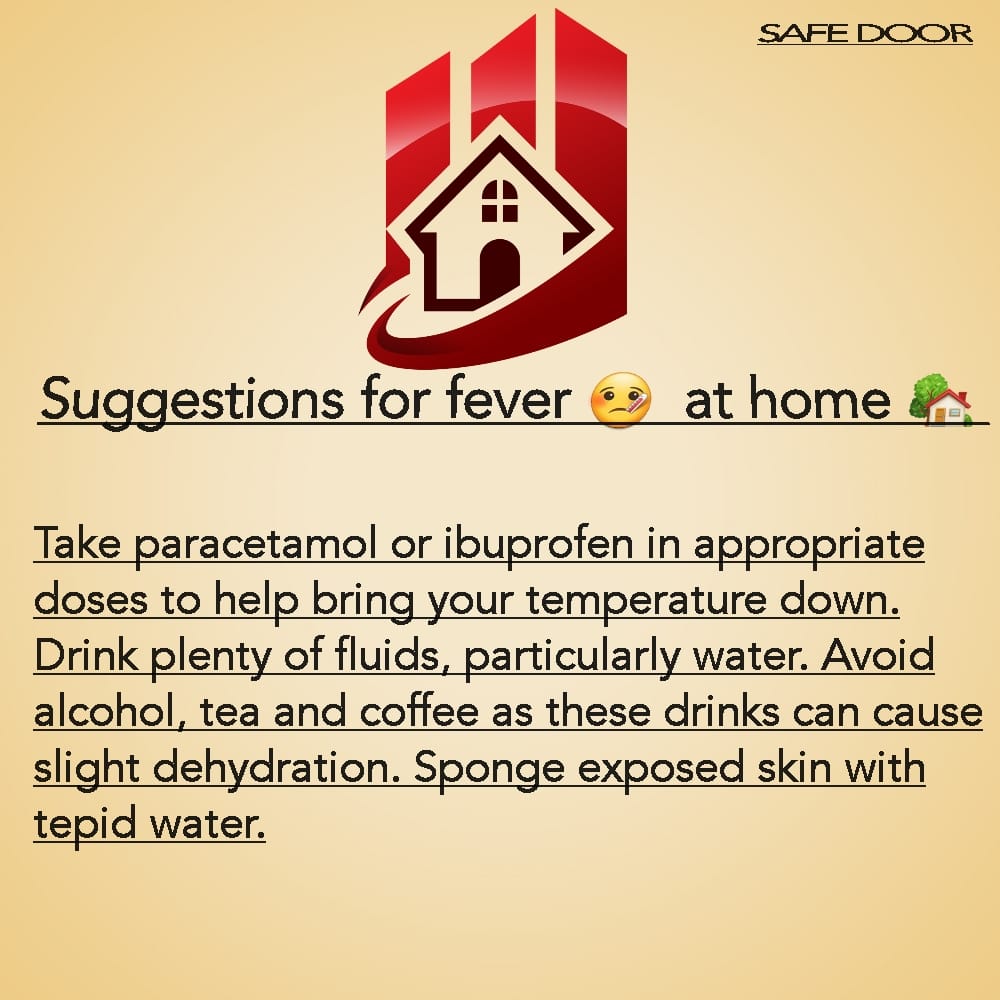 SAFE DOOR
Suggestions for fever 🤒 at home 🏡
Take paracetamol or ibuprofen in appropriate
doses to help bring your temperature down.
Drink plenty of fluids, particularly water. Avoid
alcohol, tea and coffee as these drinks can cause
slight dehydration. Sponge exposed skin with
tepid water.